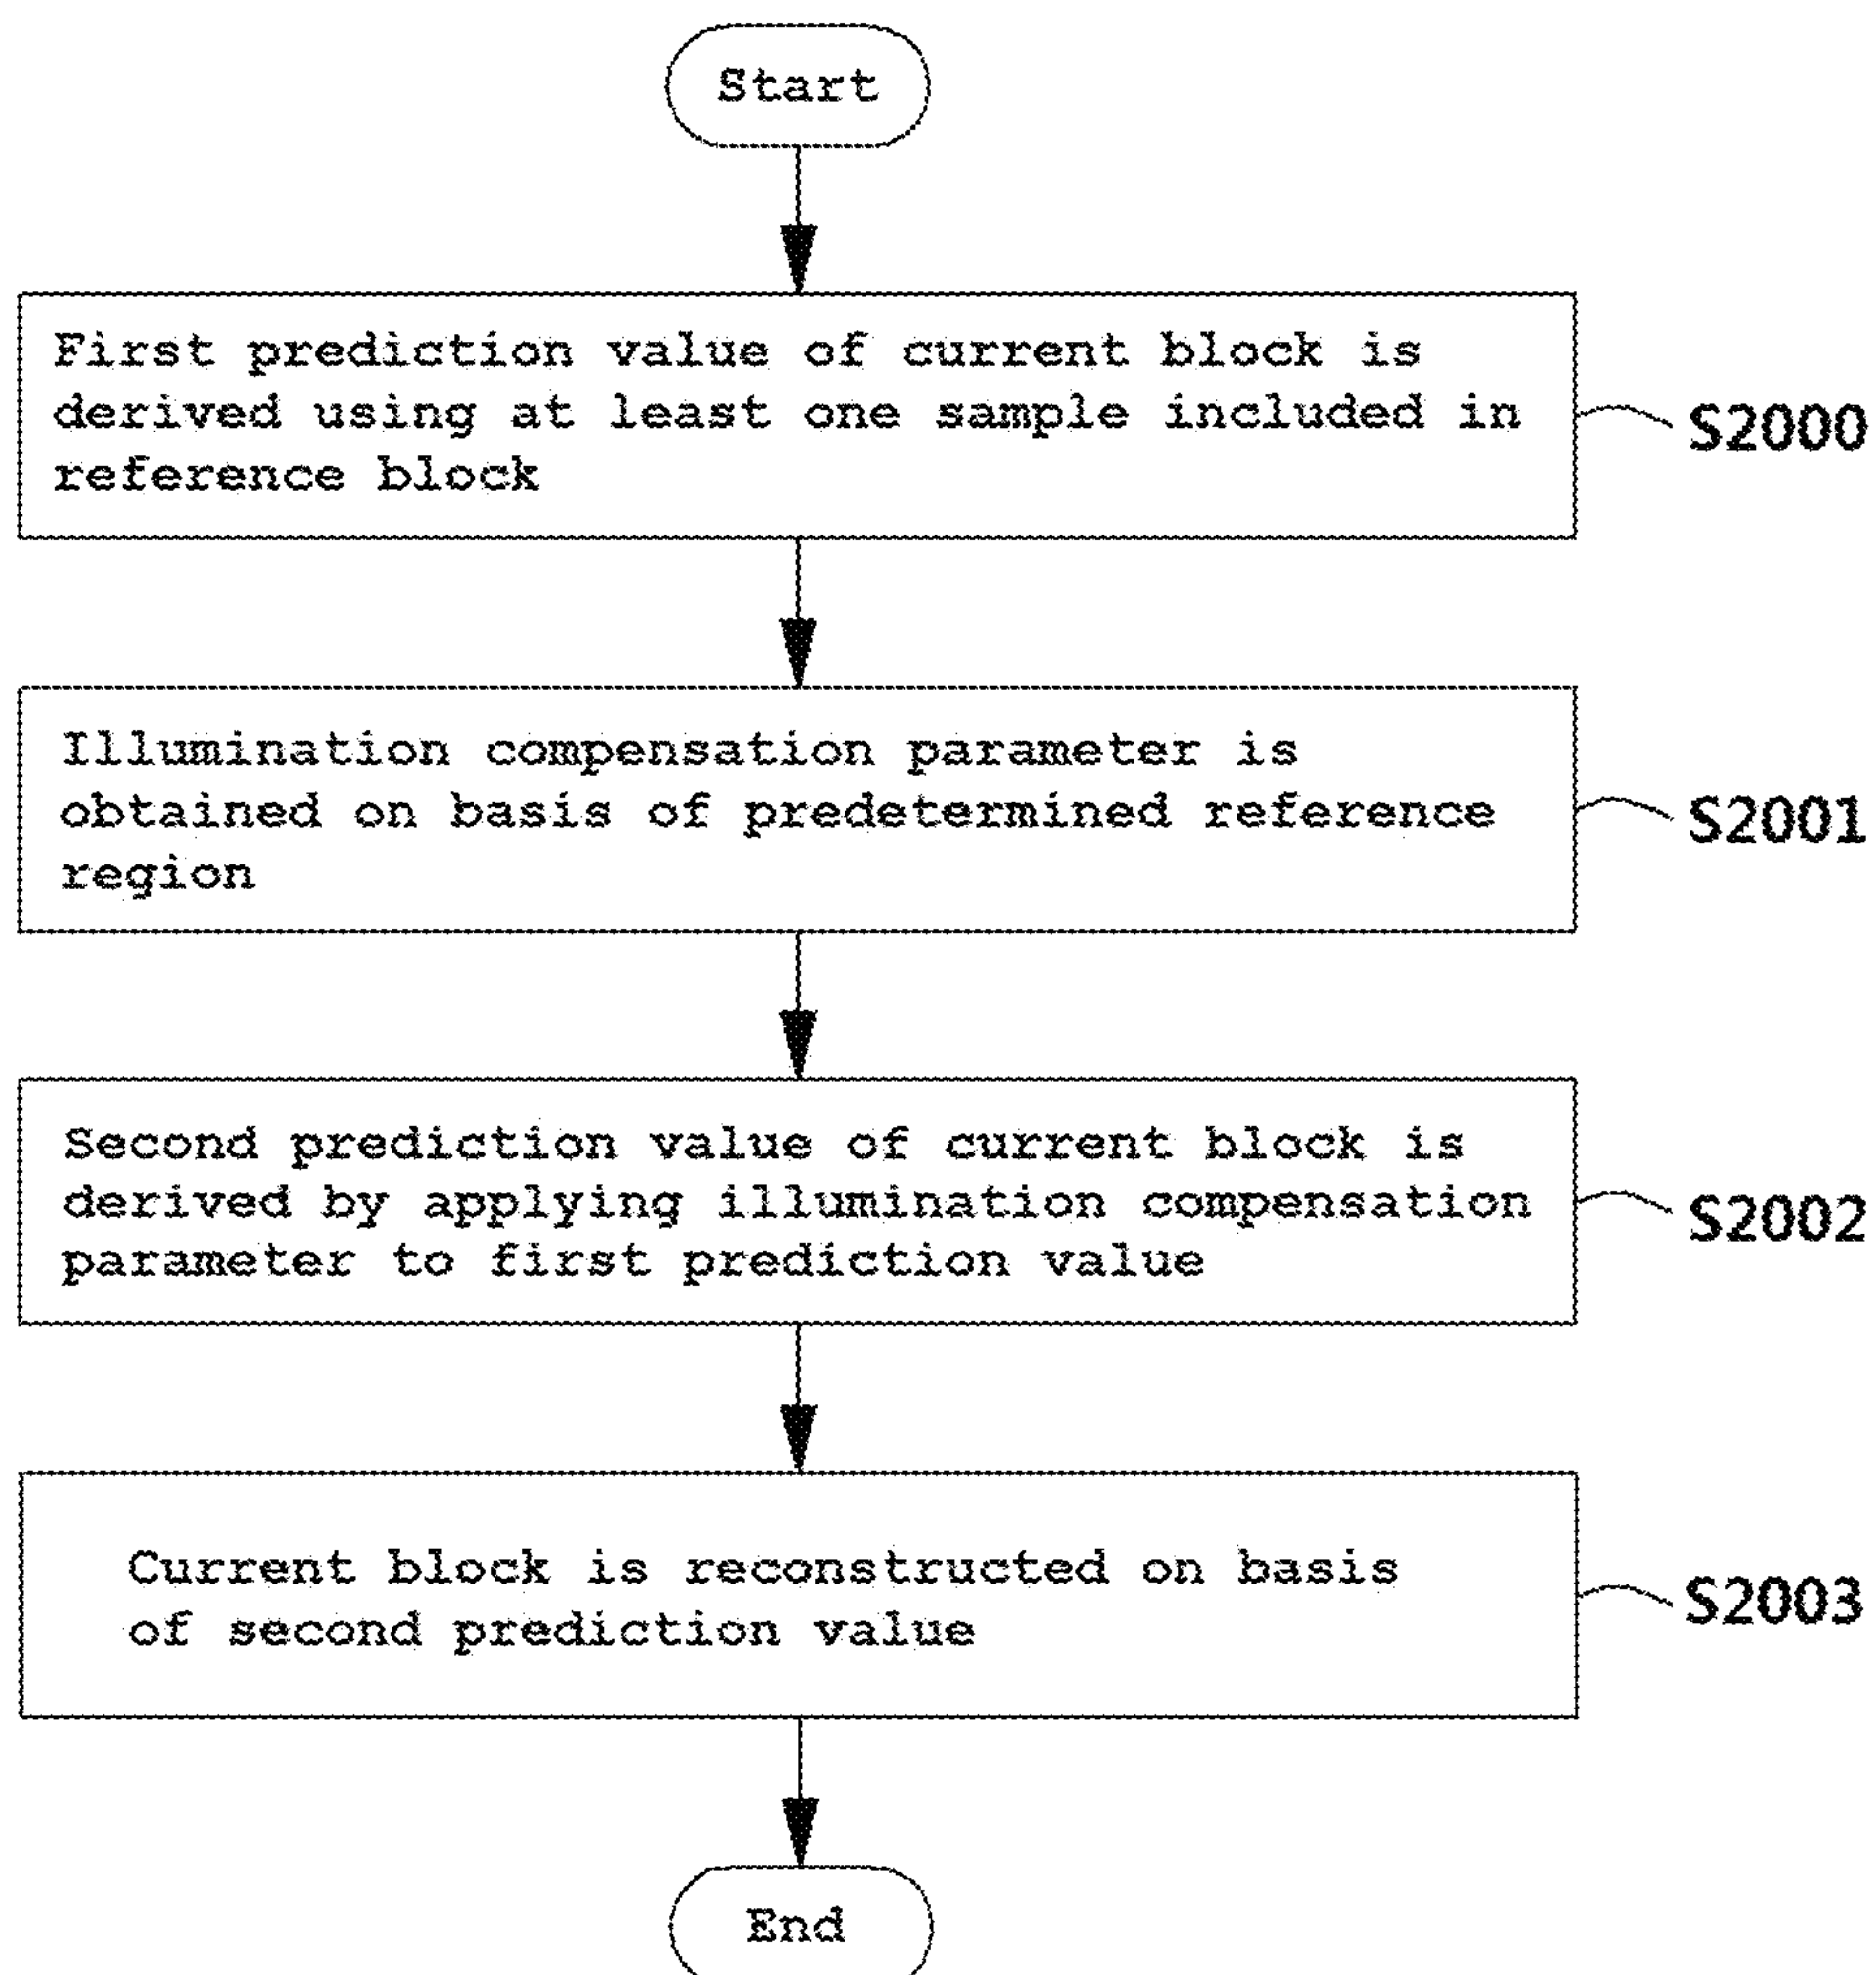 Start
First prediction value of current block is
derived using at least one sample included in
reference block
S2000
Illumination compensation parameter is
obtained on basis of predetermined reference
region
S2001
Second prediction value of current block is
derived by applying illumination compensation
parameter to first prediction value
S2002
Current block is reconstructed on basis
of second prediction value
S2003
End